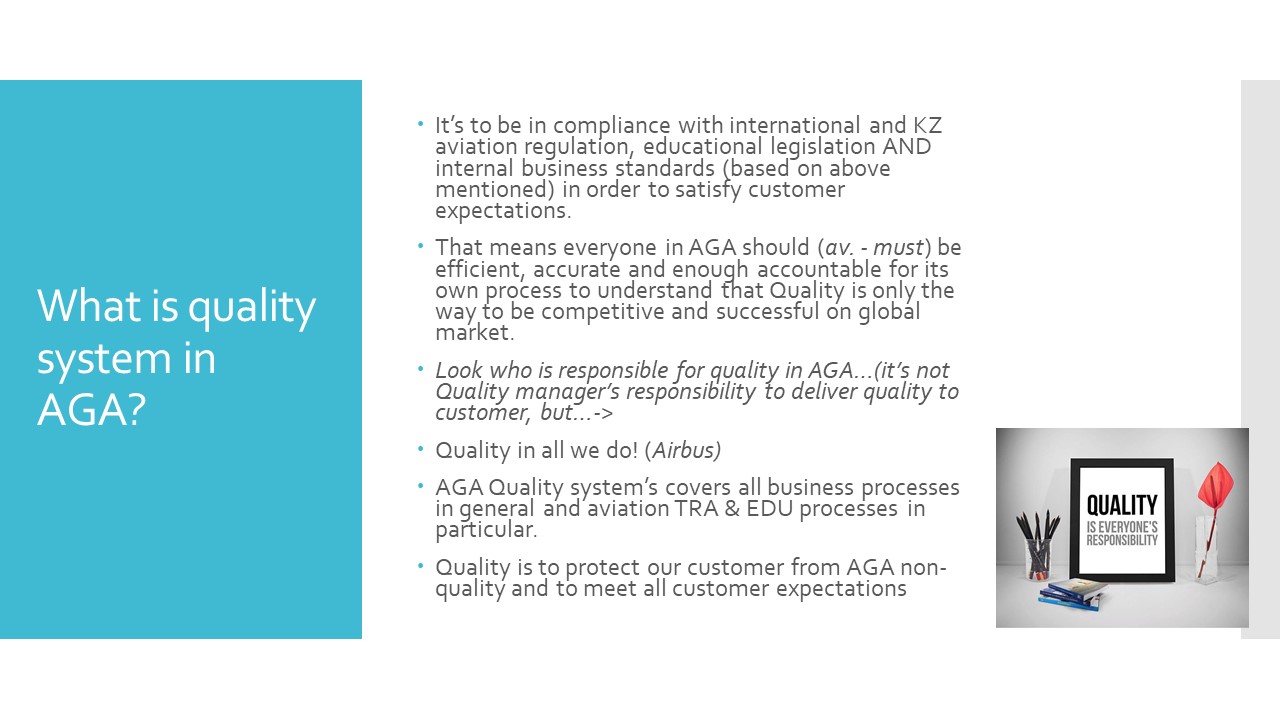 What is quality
system in
AGA?
• It’s to be in compliance with international and KZ
aviation regulation, educational legislation AND
internal business standards (based on above
mentioned) in order to satisfy customer
expectations.
• That means everyone in AGA should (av. - must) be
efficient, accurate and enough accountable for its
own process to understand that Quality is only the
way to be competitive and successful on global
market.
• Look who is responsible for quality in AGA…(it’s not
Quality manager’s responsibility to deliver quality to
customer, but…->
• Quality in all we do! (Airbus)
• AGA Quality system’s covers all business processes
in general and aviation TRA & EDU processes in
particular.
• Quality is to protect our customer from AGA non-
quality and to meet all customer expectations
QUALITY
IS EVERYONE'S
RESPONSIBILITY